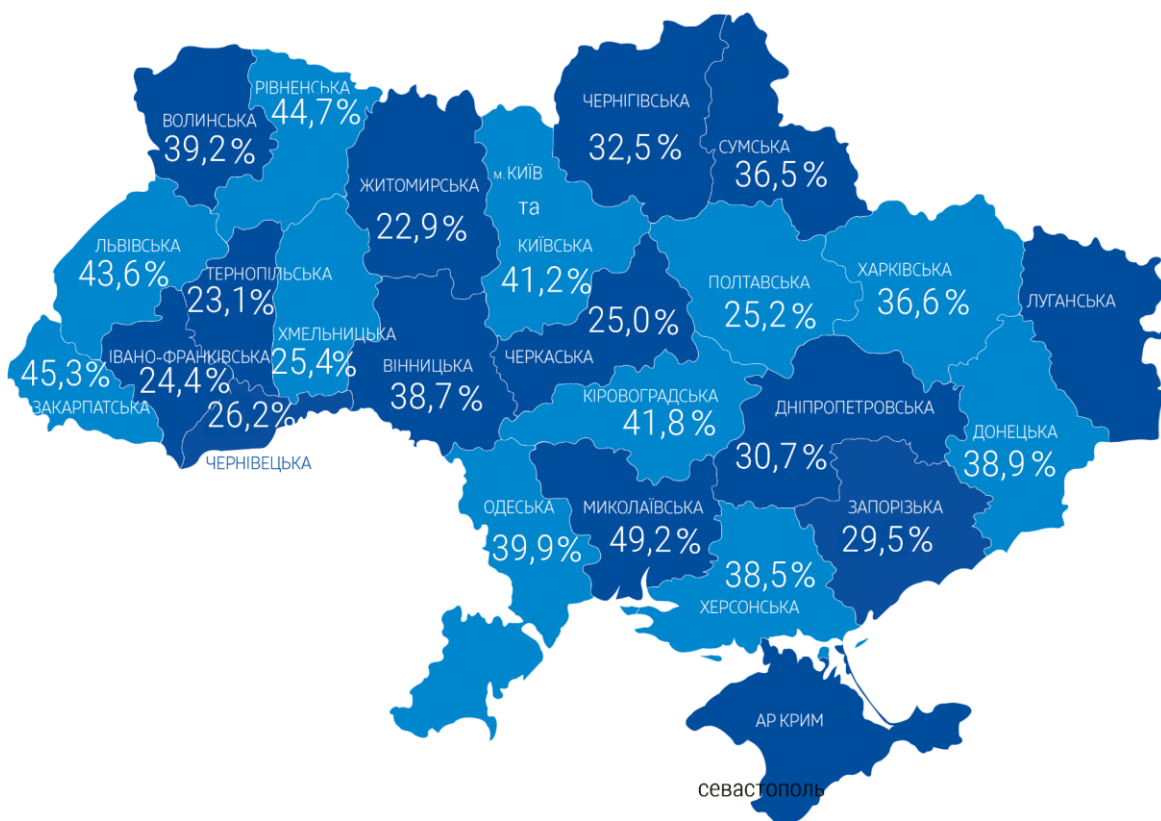 РІВНЕНСЬКА
44,7%
ВОЛИНСЬКА
39,2%
ЧЕРНІГІВСЬКА
32,5%
СУМСЬКА
36,5%
ЖИТОМИРСЬКА
22,9%
м.КИЇВ
та
КИЇВСЬКА
41,2%
ЛЬВІВСЬКА
43,6%
ТЕРНОПІЛЬСЬКА
23,1%
ХМЕЛЬНИЦЬКА
25,4%
ПОЛТАВСЬКА
25,2%
ХАРКІВСЬКА
36,6%
ЛУГАНСЬКА
25,0%
ЧЕРКАСЬКА
ІВАНО-ФРАНКІВСЬКА
24,4%
45,3%
ЗАКАРПАТСЬКА
26,2%
ЧЕРНІВЕЦЬКА
ВІННИЦЬКА
38,7%
КІРОВОГРАДСЬКА
41,8%
ДНІПРОПЕТРОВСЬКА
30,7%
ДОНЕЦЬКА
38,9%
ОДЕСЬКА
39,9%
МИКОЛАЇВСЬКА
49,2%
ЗАПОРІЗЬКА
29,5%
38,5%
ХЕРСОНСЬКА
АР КРИМ
севастополь